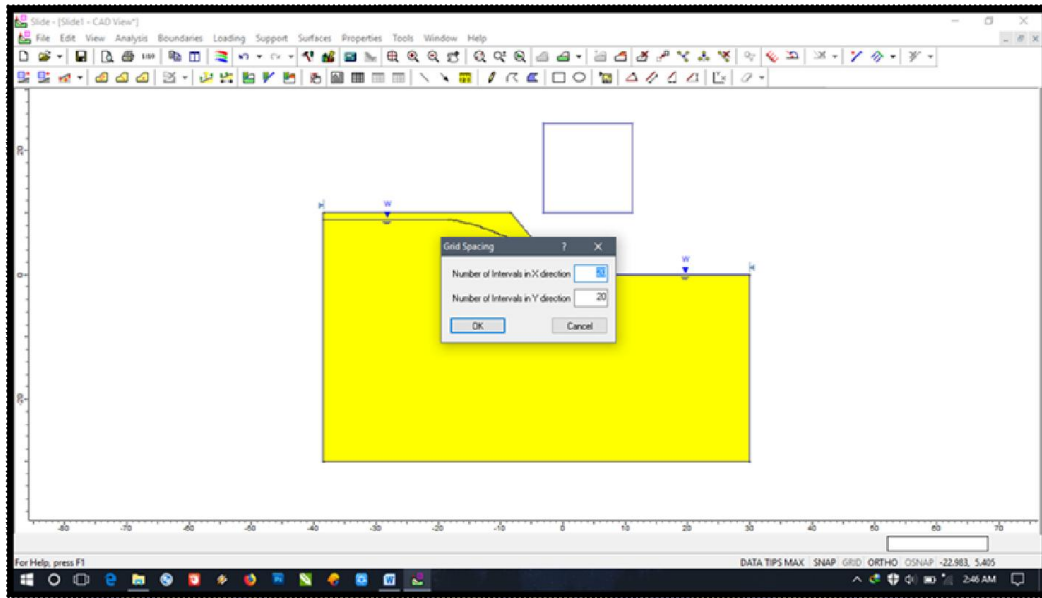 Slide - [Slide1 - CAD View*]
File Edit View Analysis Boundaries Loading Support Surfaces Properties Tools Window Help
20
W
Grid Spacing ? ×
W
Number of Intervals in X direction 20
0
Number of Intervals in Y direction 20
OK Cancel
-20
-80 -70 -60 -50 -40 -30 -20 -10 0 10 20 30 40 50 60 70
For Help, press F1 DATA TIPS MAX SNAP GRID ORTHO OSNAP -22.983, 5.405
2:46 AM